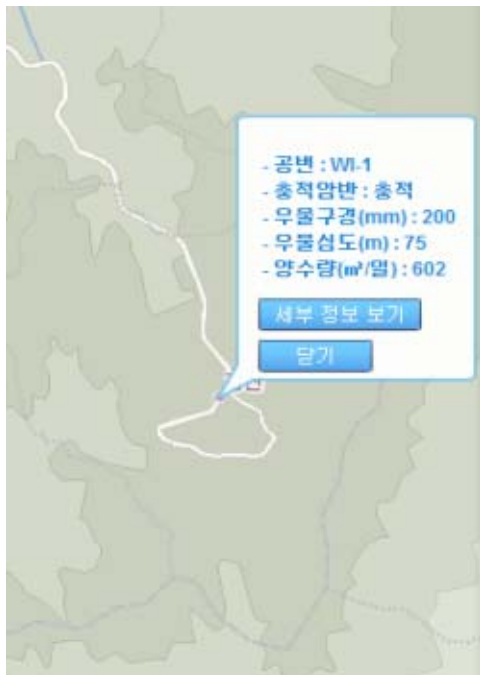 - 공번 : WI-1
- 충적암반 : 충적
- 우물구경(mm) : 200
- 우물심도(m) : 75
- 양수량(㎥/일) : 602
세부 정보 보기
닫기